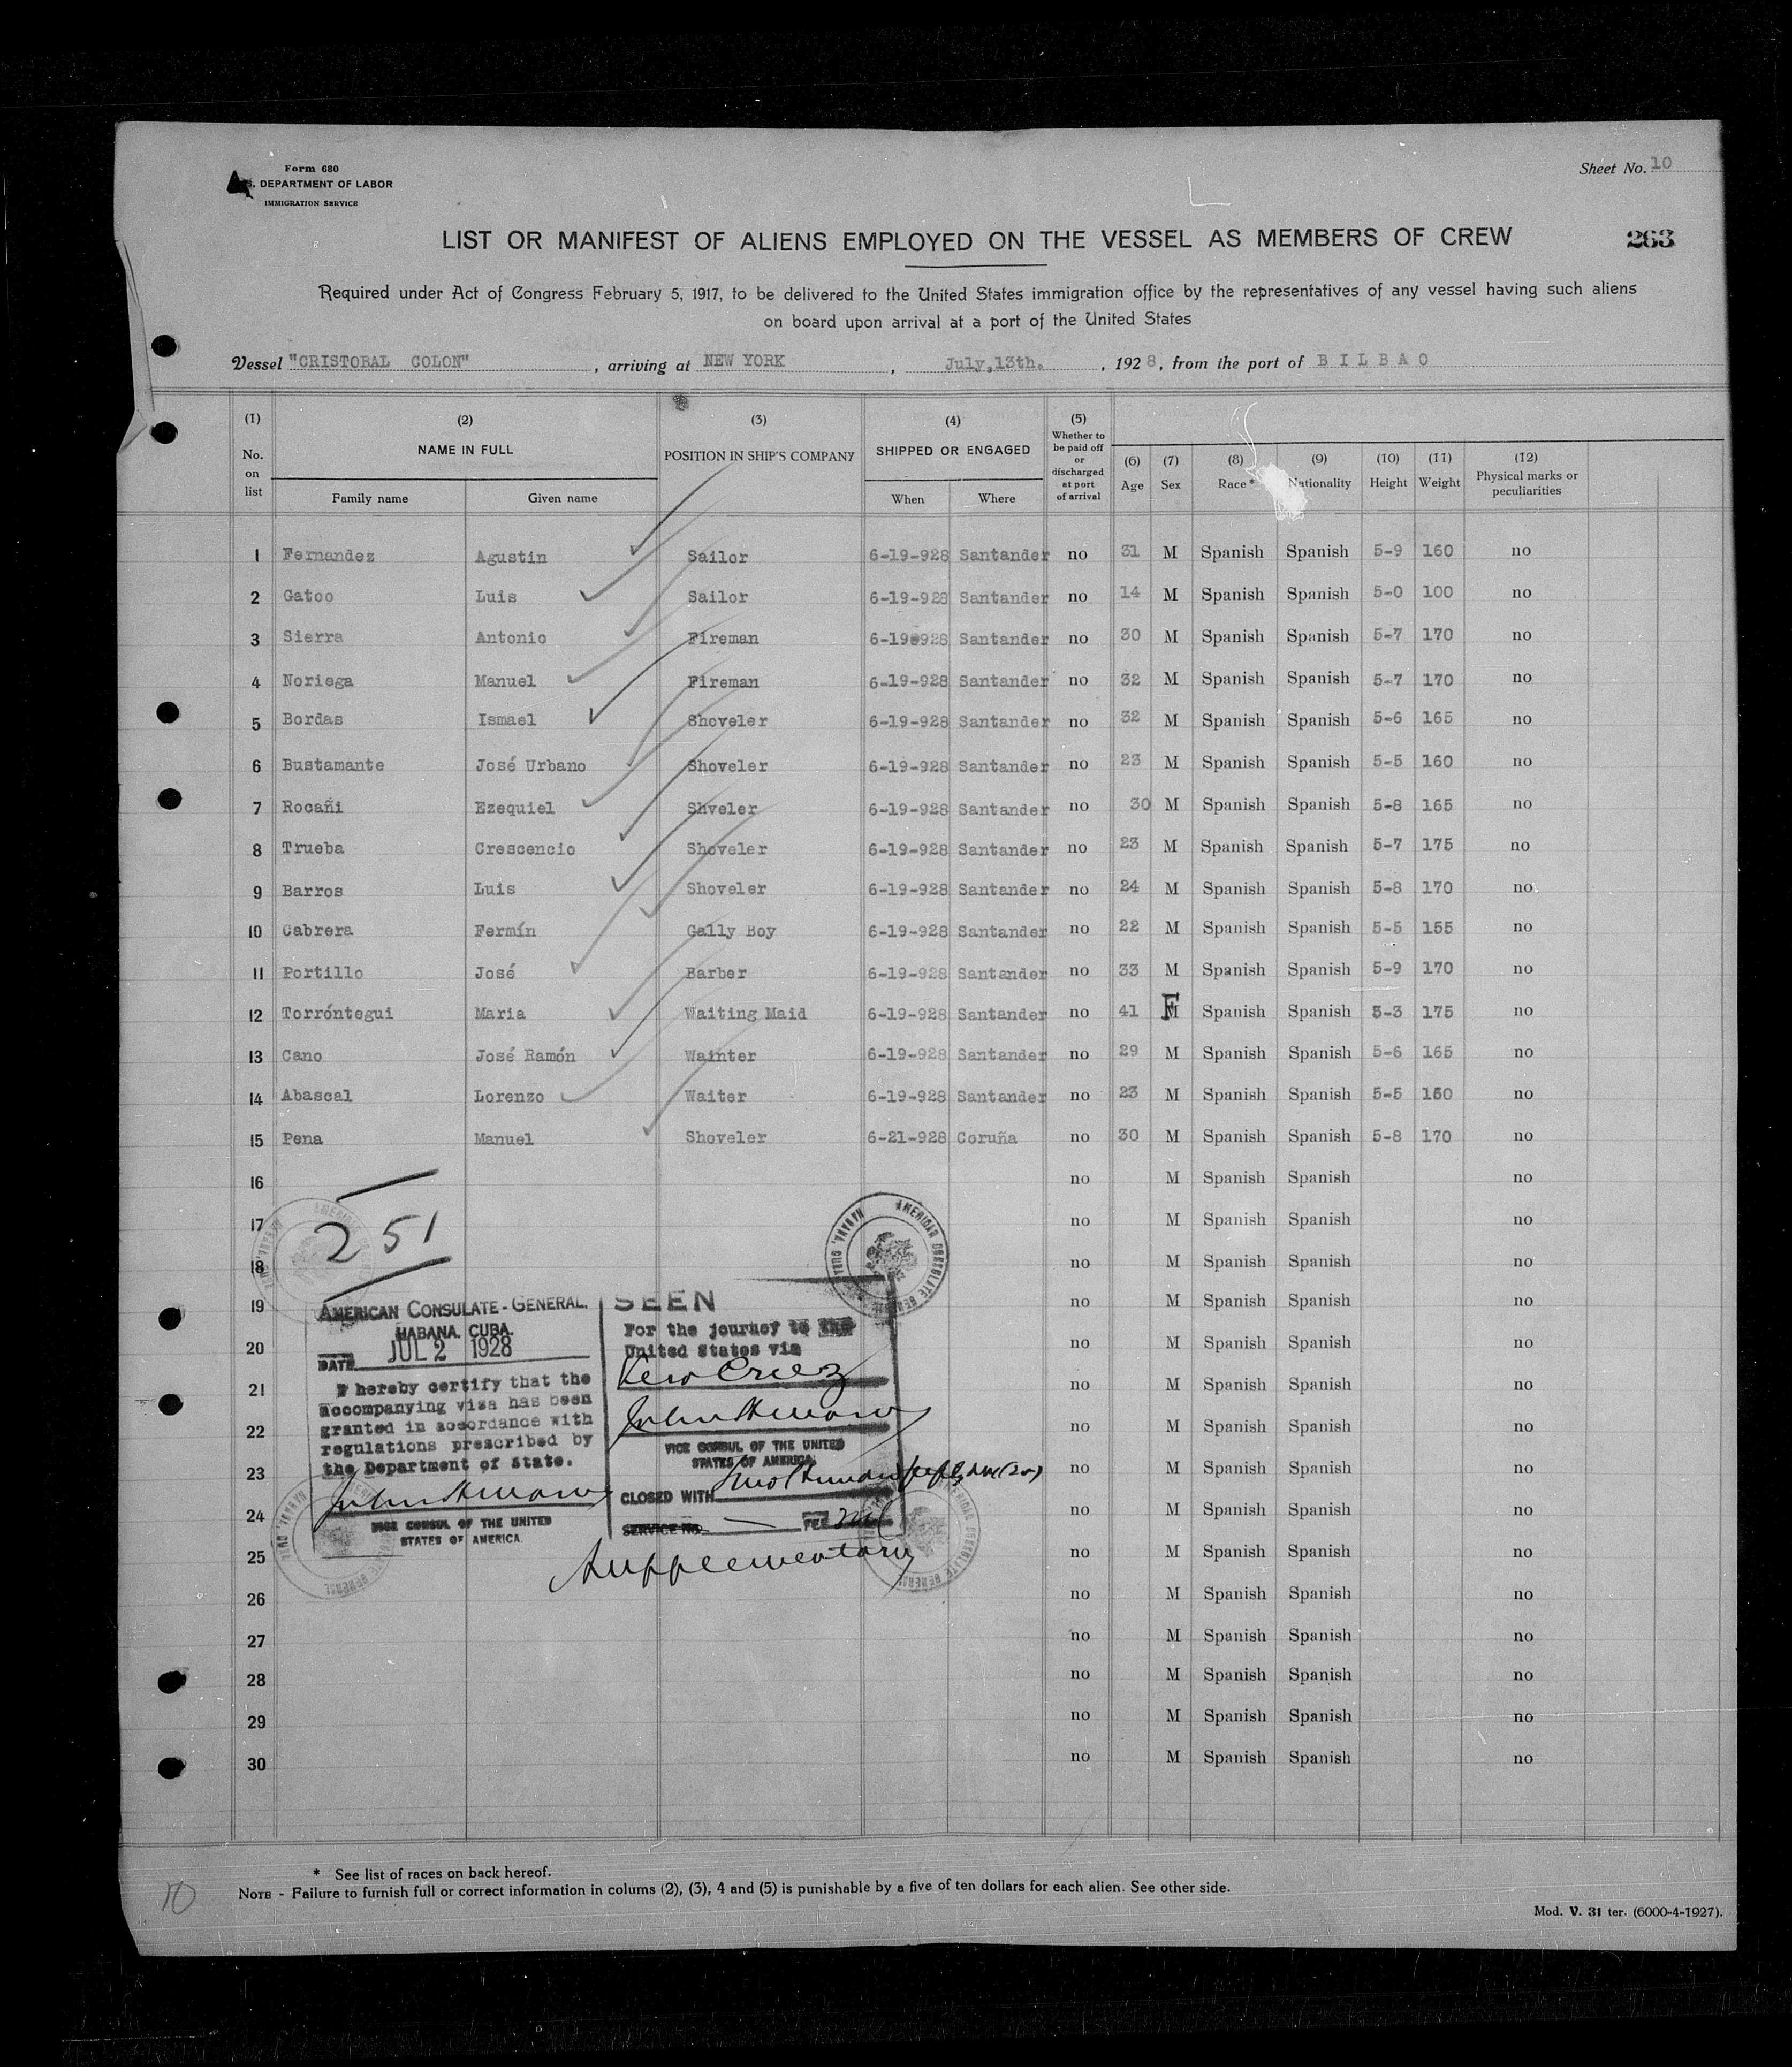 Form 680
U.S. DEPARTMENT OF LABOR
IMMIGRATION SERVICE
Sheet No. 10
LIST OR MANIFEST OF ALIENS EMPLOYED ON THE VESSEL AS MEMBERS OF CREW
263
Required under Act of Congress February 5, 1917, to be delivered to the United States immigration office by the representatives of any vessel having such aliens
on board upon arrival at a port of the United States
Vessel "CRISTOBAL COLON", arriving at NEW YORK, July,13th., 1928, from the port of BILBAO
(1) No. on list
(2) NAME IN FULL
Family name Given name
(3) POSITION IN SHIP'S COMPANY
(4) SHIPPED OR ENGAGED
When Where
(5) Whether to be paid off or discharged at port of arrival
(6) Age
(7) Sex
(8) Race*
(9) Nationality
(10) Height
(11) Weight
(12) Physical marks or peculiarities
1 Fernandez Agustin Sailor 6-19-928 Santander no 31 M Spanish Spanish 5-9 160 no
2 Gatoo Luis Sailor 6-19-928 Santander no 14 M Spanish Spanish 5-0 100 no
3 Sierra Antonio Fireman 6-19-928 Santander no 30 M Spanish Spanish 5-7 170 no
4 Noriega Manuel Fireman 6-19-928 Santander no 32 M Spanish Spanish 5-7 170 no
5 Bordas Ismael Shoveler 6-19-928 Santander no 32 M Spanish Spanish 5-6 165 no
6 Bustamante José Urbano Shoveler 6-19-928 Santander no 23 M Spanish Spanish 5-5 160 no
7 Rocañi Ezequiel Shveler 6-19-928 Santander no 30 M Spanish Spanish 5-8 165 no
8 Trueba Crescencio Shoveler 6-19-928 Santander no 23 M Spanish Spanish 5-7 175 no
9 Barros Luis Shoveler 6-19-928 Santander no 24 M Spanish Spanish 5-8 170 no
10 Cabrera Fermín Gally Boy 6-19-928 Santander no 22 M Spanish Spanish 5-5 155 no
11 Portillo José Barber 6-19-928 Santander no 33 M Spanish Spanish 5-9 170 no
12 Torróntegui Maria Waiting Maid 6-19-928 Santander no 41 F Spanish Spanish 5-3 175 no
13 Cano José Ramón Wainter 6-19-928 Santander no 29 M Spanish Spanish 5-6 165 no
14 Abascal Lorenzo Waiter 6-19-928 Santander no 23 M Spanish Spanish 5-5 150 no
15 Pena Manuel Shoveler 6-21-928 Coruña no 30 M Spanish Spanish 5-8 170 no
16 no M Spanish Spanish no
17 no M Spanish Spanish no
18 no M Spanish Spanish no
19 no M Spanish Spanish no
20 no M Spanish Spanish no
21 no M Spanish Spanish no
22 no M Spanish Spanish no
23 no M Spanish Spanish no
24 no M Spanish Spanish no
25 no M Spanish Spanish no
26 no M Spanish Spanish no
27 no M Spanish Spanish no
28 no M Spanish Spanish no
29 no M Spanish Spanish no
30 no M Spanish Spanish no
251
AMERICAN CONSULATE GENERAL
HABANA, CUBA
AMERICAN CONSULATE-GENERAL.
HABANA. CUBA.
DATE JUL 2 1928
I hereby certify that the
accompanying visa has been
granted in accordance with
regulations prescribed by
the Department of State.
VICE CONSUL OF THE UNITED
STATES OF AMERICA.
SEEN
For the journey to the
United States via
Vera Cruz
VICE CONSUL OF THE UNITED
STATES OF AMERICA.
CLOSED WITH
SERVICE NO. — FEE
Supplementary
* See list of races on back hereof.
NOTE - Failure to furnish full or correct information in colums (2), (3), 4 and (5) is punishable by a five of ten dollars for each alien. See other side.
Mod. V. 31 ter. (6000-4-1927).
10